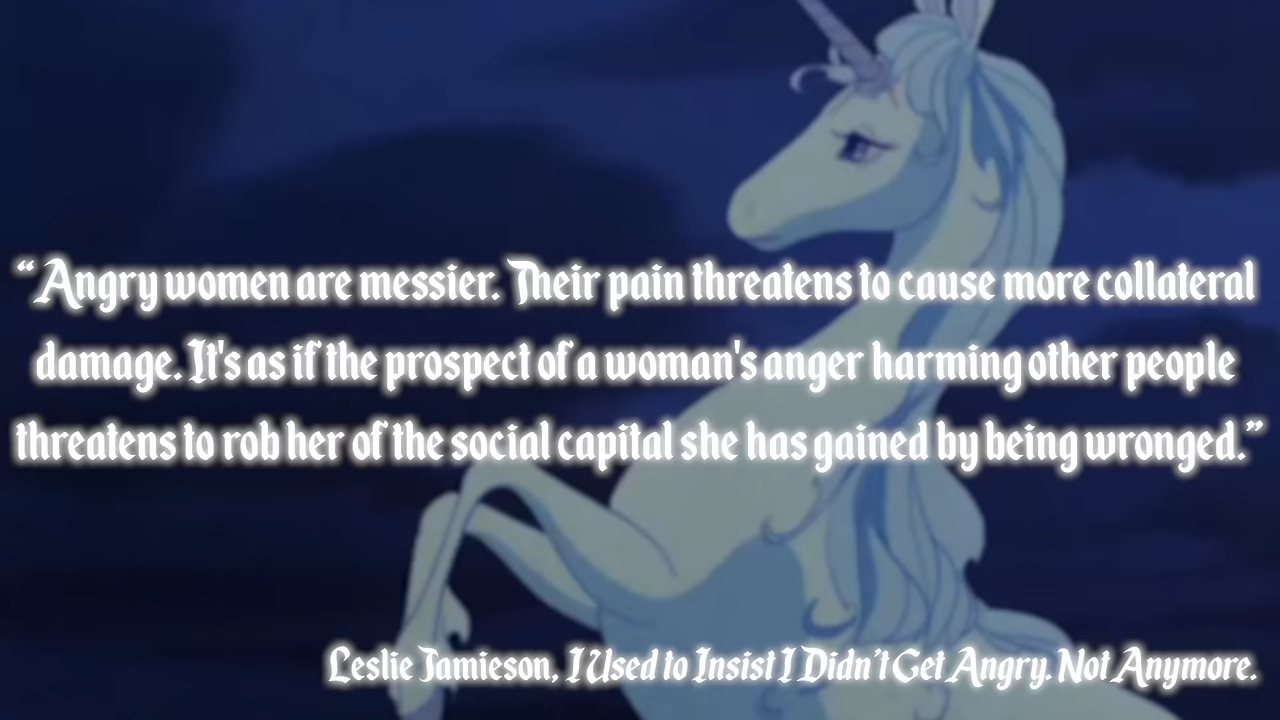 “Angry women are messier. Their pain threatens to cause more collateral
damage. It's as if the prospect of a woman's anger harming other people
threatens to rob her of the social capital she has gained by being wronged.”
Leslie Jamieson, I Used to Insist I Didn’t Get Angry. Not Anymore.